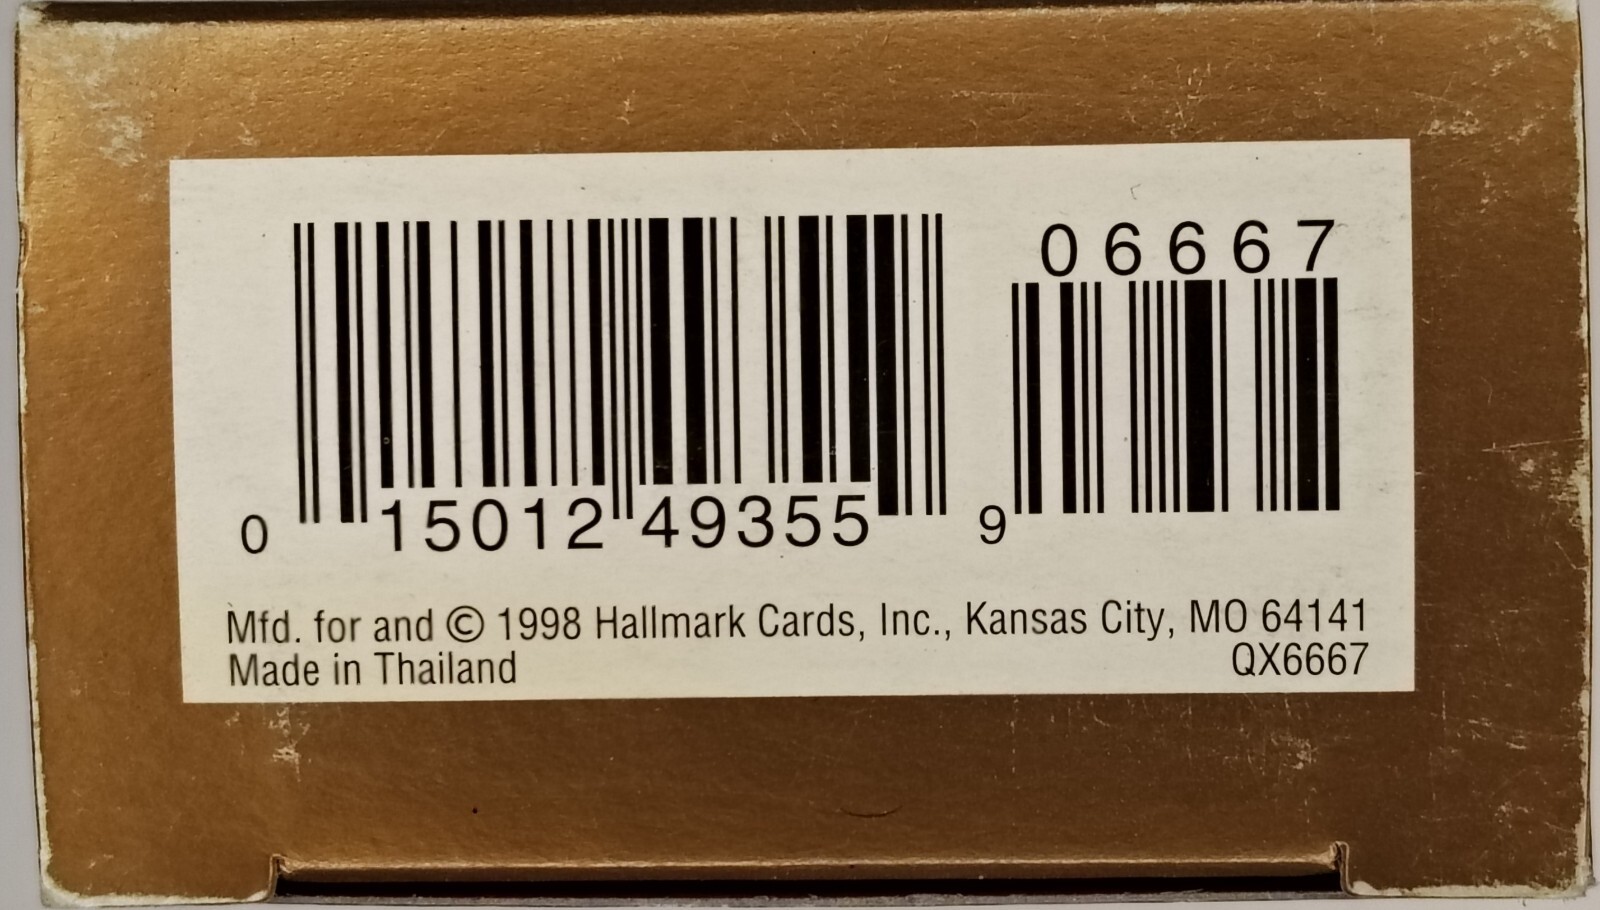 06667
0 15012 49355 9
Mfd. for and © 1998 Hallmark Cards, Inc., Kansas City, MO 64141
Made in Thailand QX6667